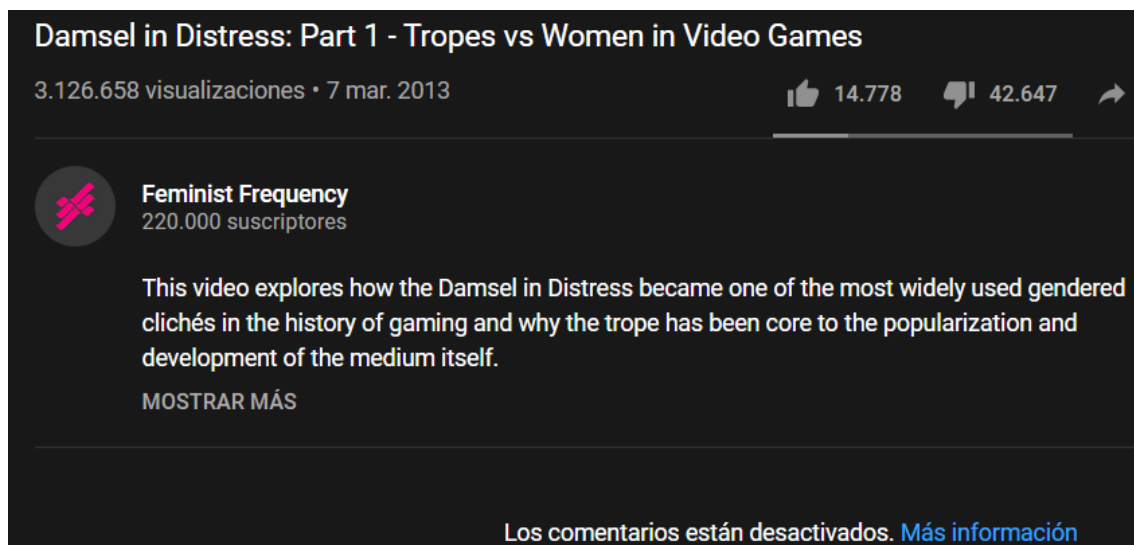 Damsel in Distress: Part 1 - Tropes vs Women in Video Games
3.126.658 visualizaciones • 7 mar. 2013
14.778 42.647
Feminist Frequency
220.000 suscriptores
This video explores how the Damsel in Distress became one of the most widely used gendered
clichés in the history of gaming and why the trope has been core to the popularization and
development of the medium itself.
MOSTRAR MÁS
Los comentarios están desactivados. Más información